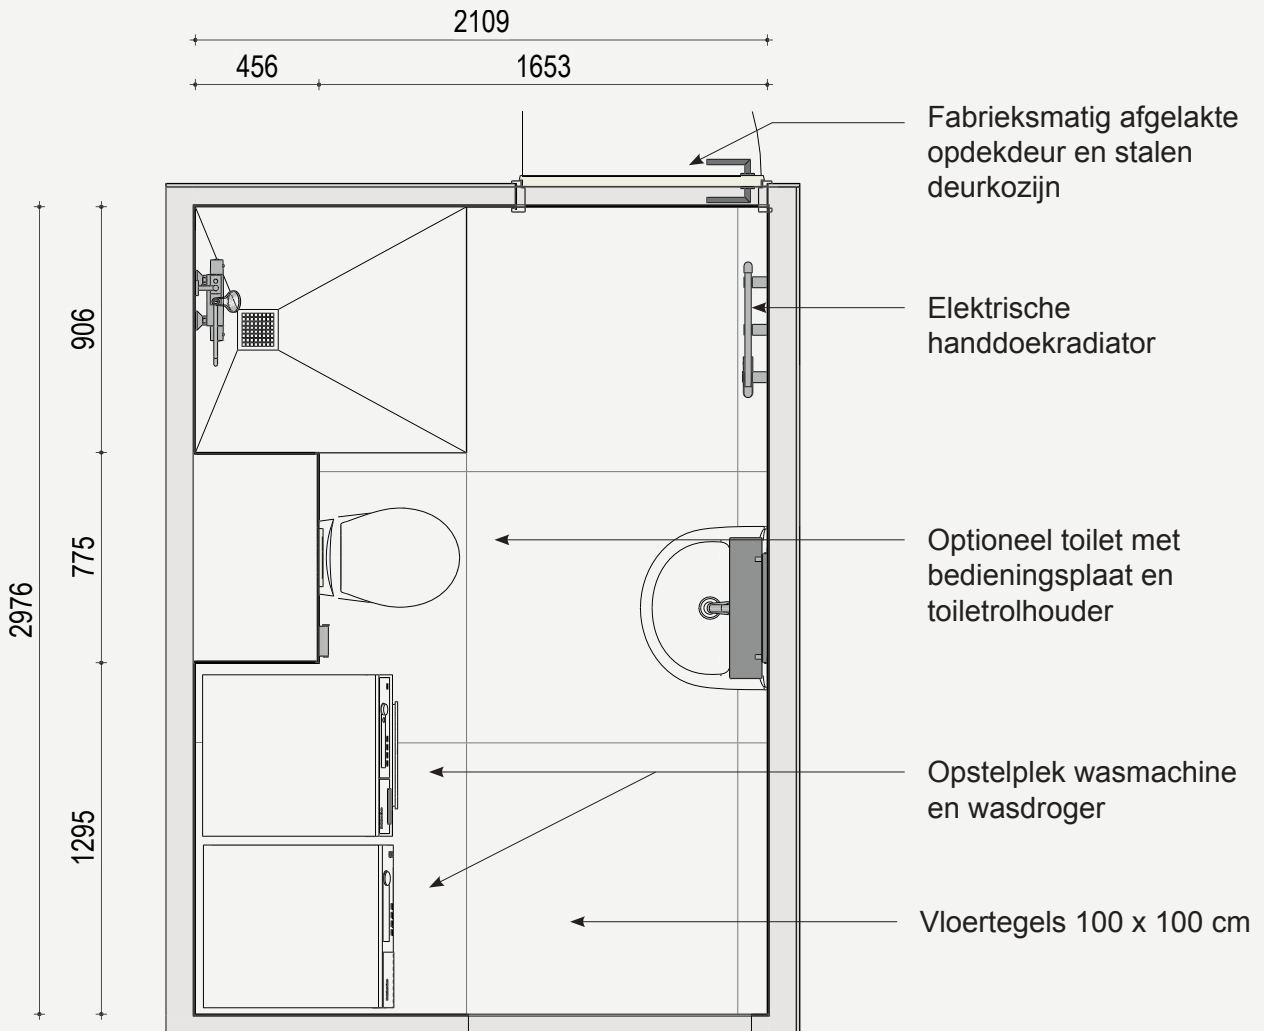 2109
456
1653
Fabrieksmatig afgelakte
opdekdeur en stalen
deurkozijn
906
Elektrische
handdoekradiator
775
2976
Optioneel toilet met
bedieningsplaat en
toiletrolhouder
1295
Opstelplek wasmachine
en wasdroger
Vloertegels 100 x 100 cm